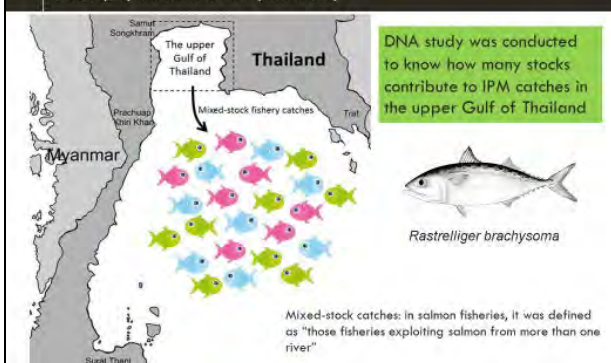 Samut
Songkhram
The upper
Gulf of
Thailand
Thailand
Mixed-stock fishery catches
Prachuap
Khiri Khan
Trat
Myanmar
Surat Thani
DNA study was conducted
to know how many stocks
contribute to IPM catches in
the upper Gulf of Thailand
Rastrelliger brachysoma
Mixed-stock catches: in salmon fisheries, it was defined
as "those fisheries exploiting salmon from more than one
river"